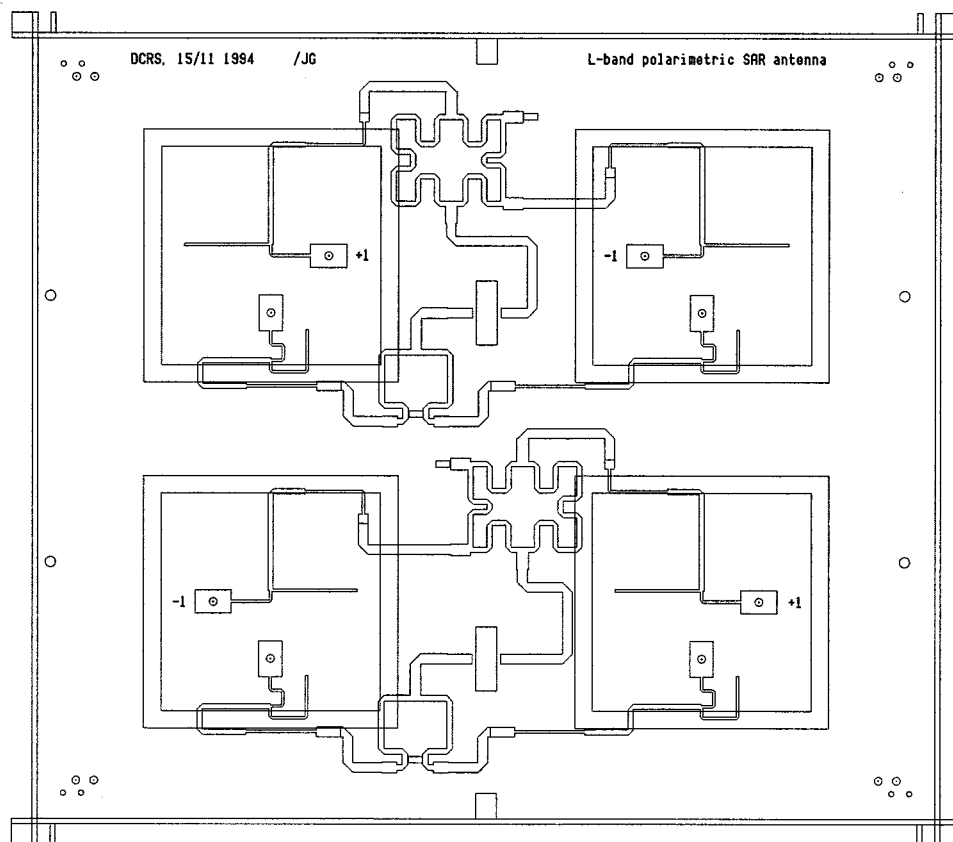 DCRS, 15/11 1994 /JG
L-band polarimetric SAR antenna
+1
-1
-1
+1